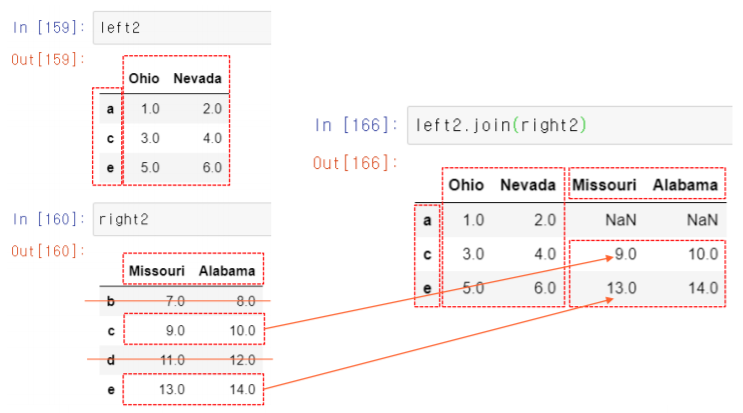 In [159]: left2
Out[159]:
Ohio Nevada
a 1.0 2.0
c 3.0 4.0
e 5.0 6.0
In [160]: right2
Out[160]:
Missouri Alabama
b 7.0 8.0
c 9.0 10.0
d 11.0 12.0
e 13.0 14.0
In [166]: left2.join(right2)
Out[166]:
Ohio Nevada Missouri Alabama
a 1.0 2.0 NaN NaN
c 3.0 4.0 9.0 10.0
e 5.0 6.0 13.0 14.0